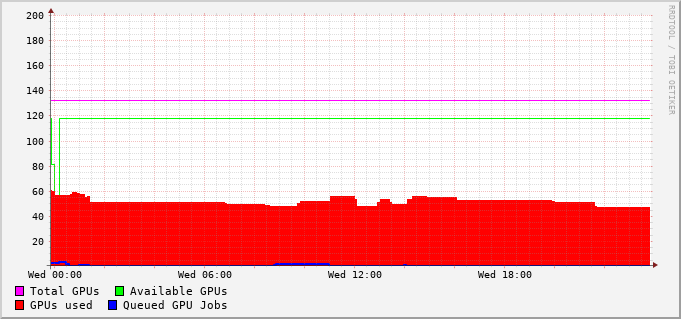 200
180
160
140
120
100
80
60
40
20
Wed 00:00 Wed 06:00 Wed 12:00 Wed 18:00
Total GPUs Available GPUs
GPUs used Queued GPU Jobs
RRDTOOL / TOBI OETIKER